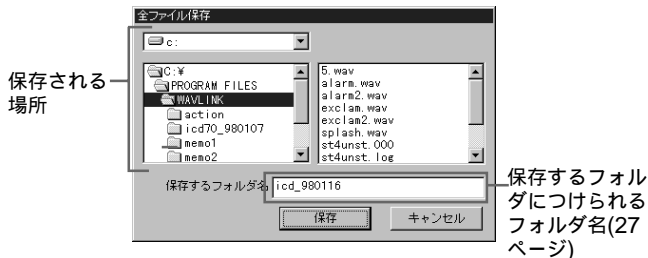 全ファイル保存
c:
C:¥
PROGRAM FILES
WAVLINK
action
icd70_980107
memo1
memo2
5.wav
alarm.wav
alarm2.wav
exclam.wav
exclam2.wav
splash.wav
st4unst.000
st4unst.log
保存される
場所
保存するフォルダ名
icd_980116
保存するフォル
ダにつけられる
フォルダ名(27
ページ)
保存
キャンセル